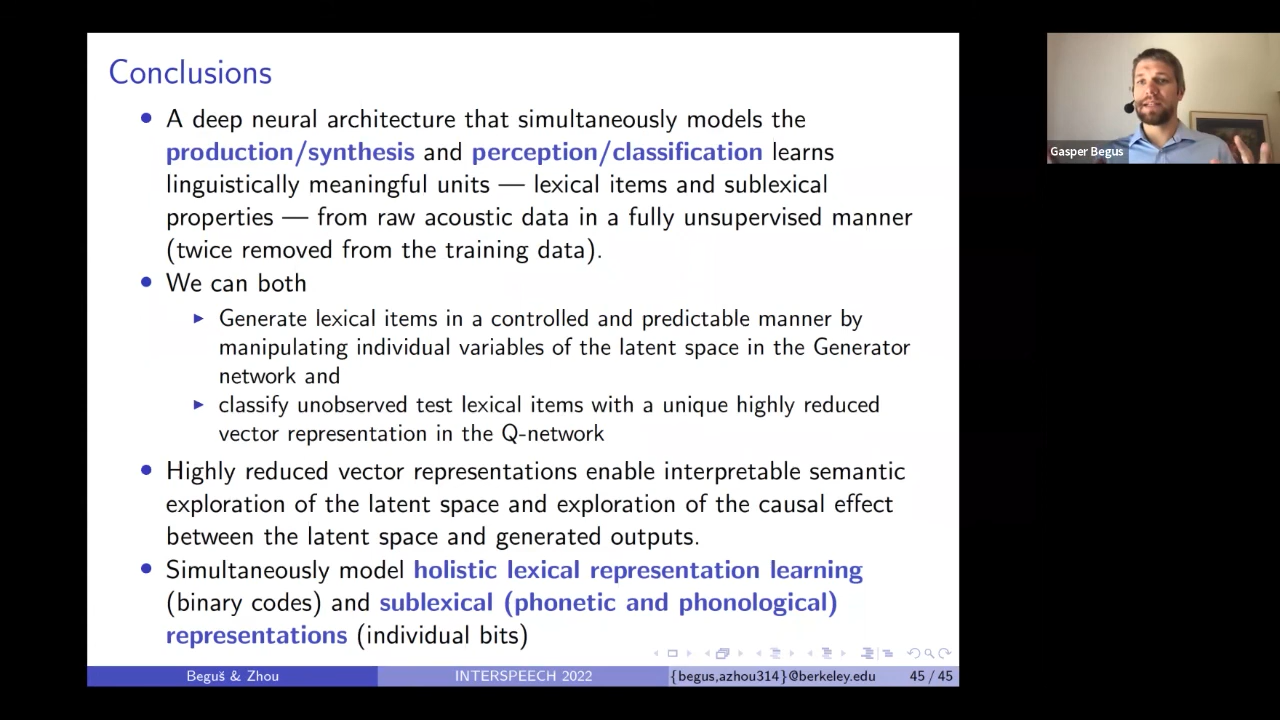 Conclusions
• A deep neural architecture that simultaneously models the
production/synthesis and perception/classification learns
linguistically meaningful units — lexical items and sublexical
properties — from raw acoustic data in a fully unsupervised manner
(twice removed from the training data).
• We can both
▶ Generate lexical items in a controlled and predictable manner by
manipulating individual variables of the latent space in the Generator
network and
▶ classify unobserved test lexical items with a unique highly reduced
vector representation in the Q-network
• Highly reduced vector representations enable interpretable semantic
exploration of the latent space and exploration of the causal effect
between the latent space and generated outputs.
• Simultaneously model holistic lexical representation learning
(binary codes) and sublexical (phonetic and phonological)
representations (individual bits)
Beguš & Zhou
INTERSPEECH 2022
{begus,azhou314}@berkeley.edu
45 / 45
Gasper Begus